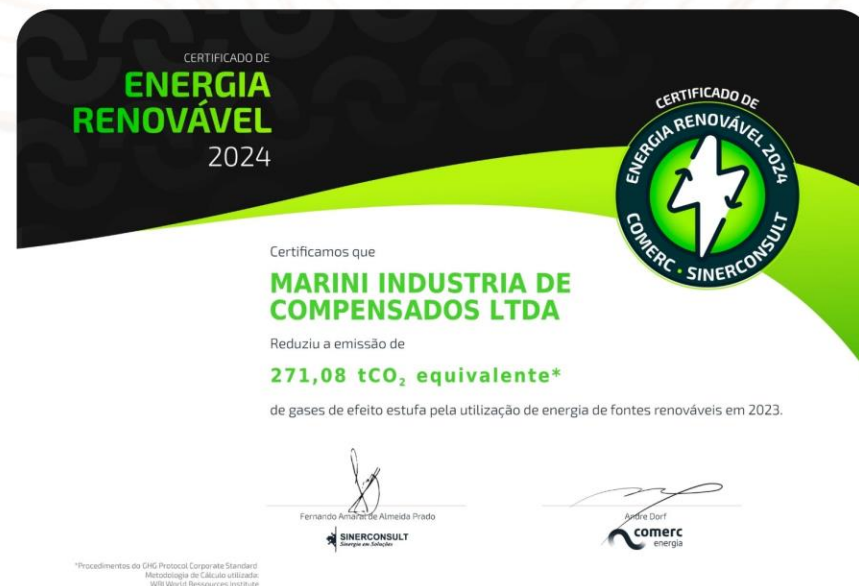 CERTIFICADO DE
ENERGIA
RENOVÁVEL
2024
CERTIFICADO DE
ENERGIA RENOVÁVEL 2024
COMERC • SINERCONSULT
Certificamos que
MARINI INDUSTRIA DE
COMPENSADOS LTDA
Reduziu a emissão de
271,08 tCO₂ equivalente*
de gases de efeito estufa pela utilização de energia de fontes renováveis em 2023.
Fernando Amaral de Almeida Prado
SINERCONSULT
Sinergia em Soluções
Andre Dorf
comerc
energia
*Procedimentos do GHG Protocol Corporate Standard
Metodologia de Cálculo utilizada:
WRI World Ressources Institute